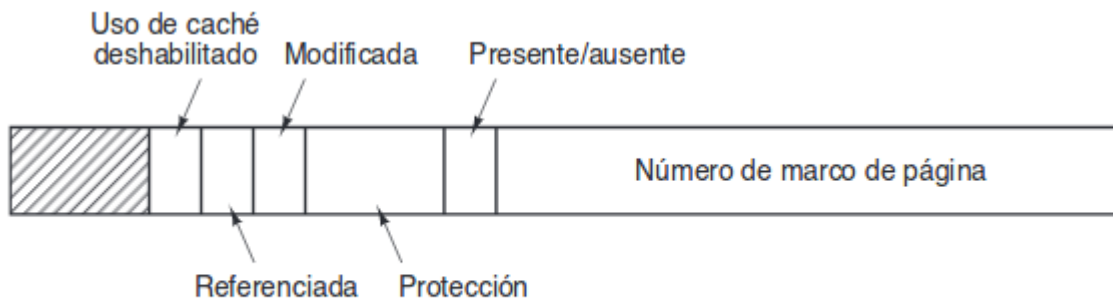 Uso de caché
deshabilitado
Modificada
Presente/ausente
Número de marco de página
Referenciada
Protección